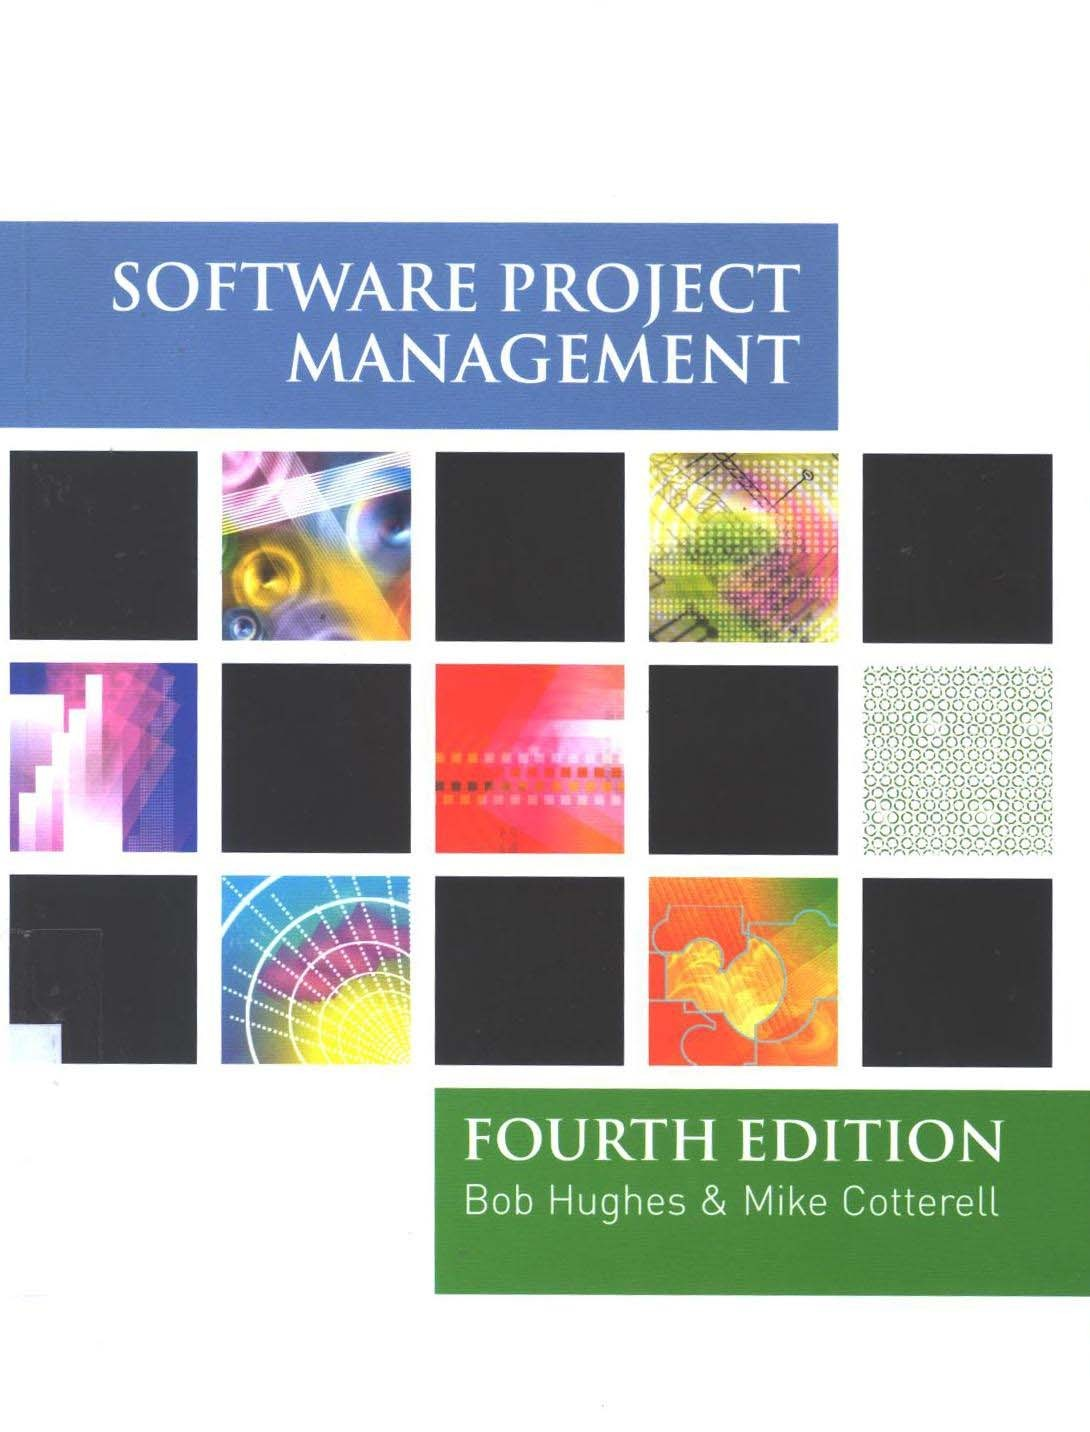 SOFTWARE PROJECT
MANAGEMENT
FOURTH EDITION
Bob Hughes & Mike Cotterell